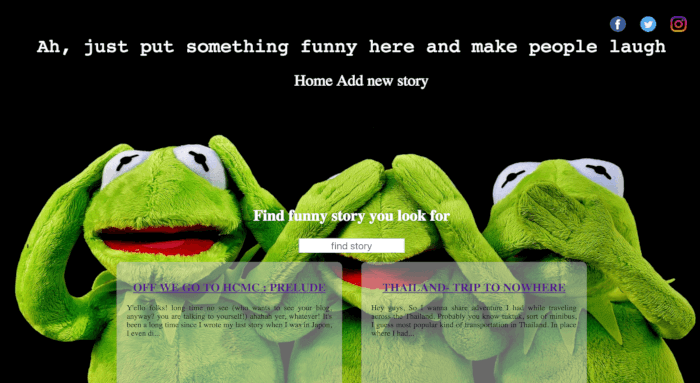 Ah, just put something funny here and make people laugh
Home Add new story
Find funny story you look for
find story
OFF WE GO TO HCMC : PRELUDE
Y'ello folks! long time no see (who wants to see your blog
anyway? you are talking to yourself!) ahahah yer, whatever! It's
been a long time since I wrote my last story when I war in Japan,
I even di...
THAILAND- TRIP TO NOWHERE
Hey guys, So I wanna share adventure I had while traveling
across the Thailand. Probably you know tuktuk, sort of minibus,
I guess most popular kind of transportation in Thailand. In place
where I had...